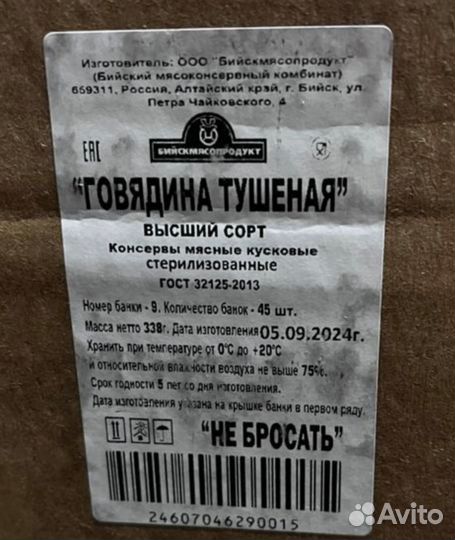 Изготовитель: ООО "Бийскмясопродукт"
(Бийский мясоконсервный комбинат)
659311, Россия, Алтайский край, г. Бийск, ул.
Петра Чайковского, 4
ЕАС
БИЙСКМЯСОПРОДУКТ
"ГОВЯДИНА ТУШЕНАЯ"
ВЫСШИЙ СОРТ
Консервы мясные кусковые
стерилизованные
ГОСТ 32125-2013
Номер банки - 9. Количество банок - 45 шт.
Масса нетто 338г. Дата изготовления 05.09.2024г.
Хранить при температуре от 0°С до +20°С
и относительной влажности воздуха не выше 75%.
Срок годности 5 лет со дня изготовления.
Дата изготовления указана на крышке банки в первом ряду.
"НЕ БРОСАТЬ"
24607046290015
Avito